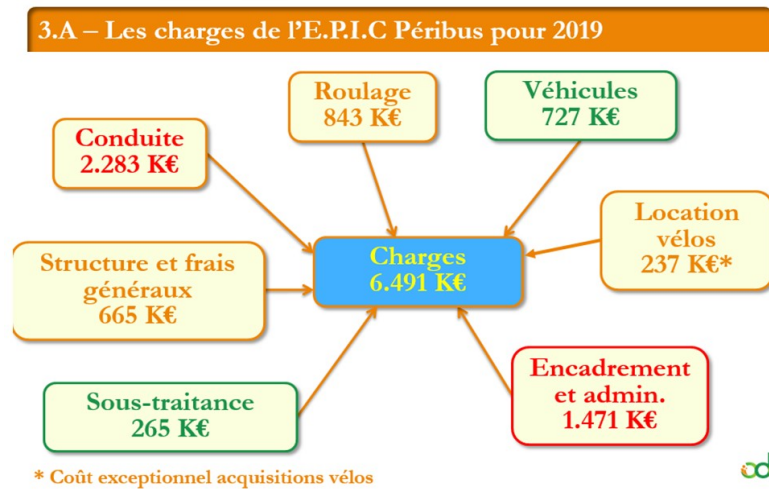 3.A – Les charges de l'E.P.I.C Péribus pour 2019
Roulage
843 K€
Véhicules
727 K€
Conduite
2.283 K€
Location
vélos
237 K€*
Charges
6.491 K€
Structure et frais
généraux
665 K€
Encadrement
et admin.
1.471 K€
Sous-traitance
265 K€
* Coût exceptionnel acquisitions vélos